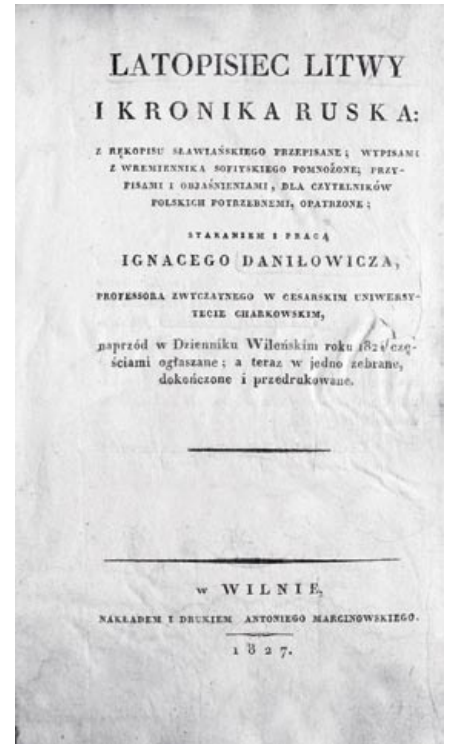 LATOPISIEC LITWY
I KRONIKA RUSKA:
Z RĘKOPISU SŁAWIAŃSKIEGO PRZEPISANE; WYPISAMI
Z WREMIENNIKA SOFIYSKIEGO POMNOŻONE; PRZY-
PISAMI I OBJAŚNIENIAMI, DLA CZYTELNIKÓW
POLSKICH POTRZEBNEMI, OPATRZONE;
STARANIEM I PRACĄ
IGNACEGO DANIŁOWICZA,
PROFESSORA ZWYCZAYNEGO W CESARSKIM UNIWERSY-
TECIE CHARKOWSKIM,
naprzód w Dzienniku Wileńskim roku 1824 czę-
ściami ogłaszane; a teraz w jedno zebrane,
dokończone i przedrukowane.
w WILNIE,
NAKŁADEM I DRUKIEM ANTONIEGO MARCINOWSKIEGO.
1827.